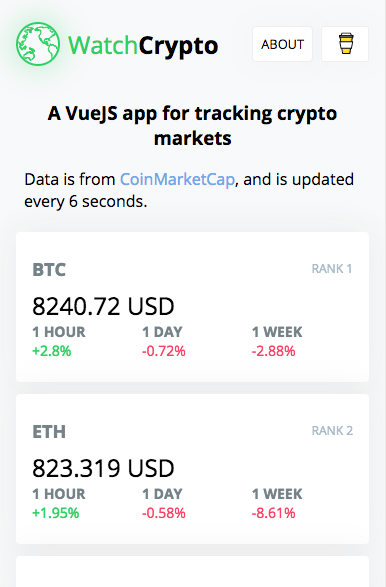 WatchCrypto
ABOUT
A VueJS app for tracking crypto
markets
Data is from CoinMarketCap, and is updated
every 6 seconds.
BTC RANK 1
8240.72 USD
1 HOUR 1 DAY 1 WEEK
+2.8% -0.72% -2.88%
ETH RANK 2
823.319 USD
1 HOUR 1 DAY 1 WEEK
+1.95% -0.58% -8.61%